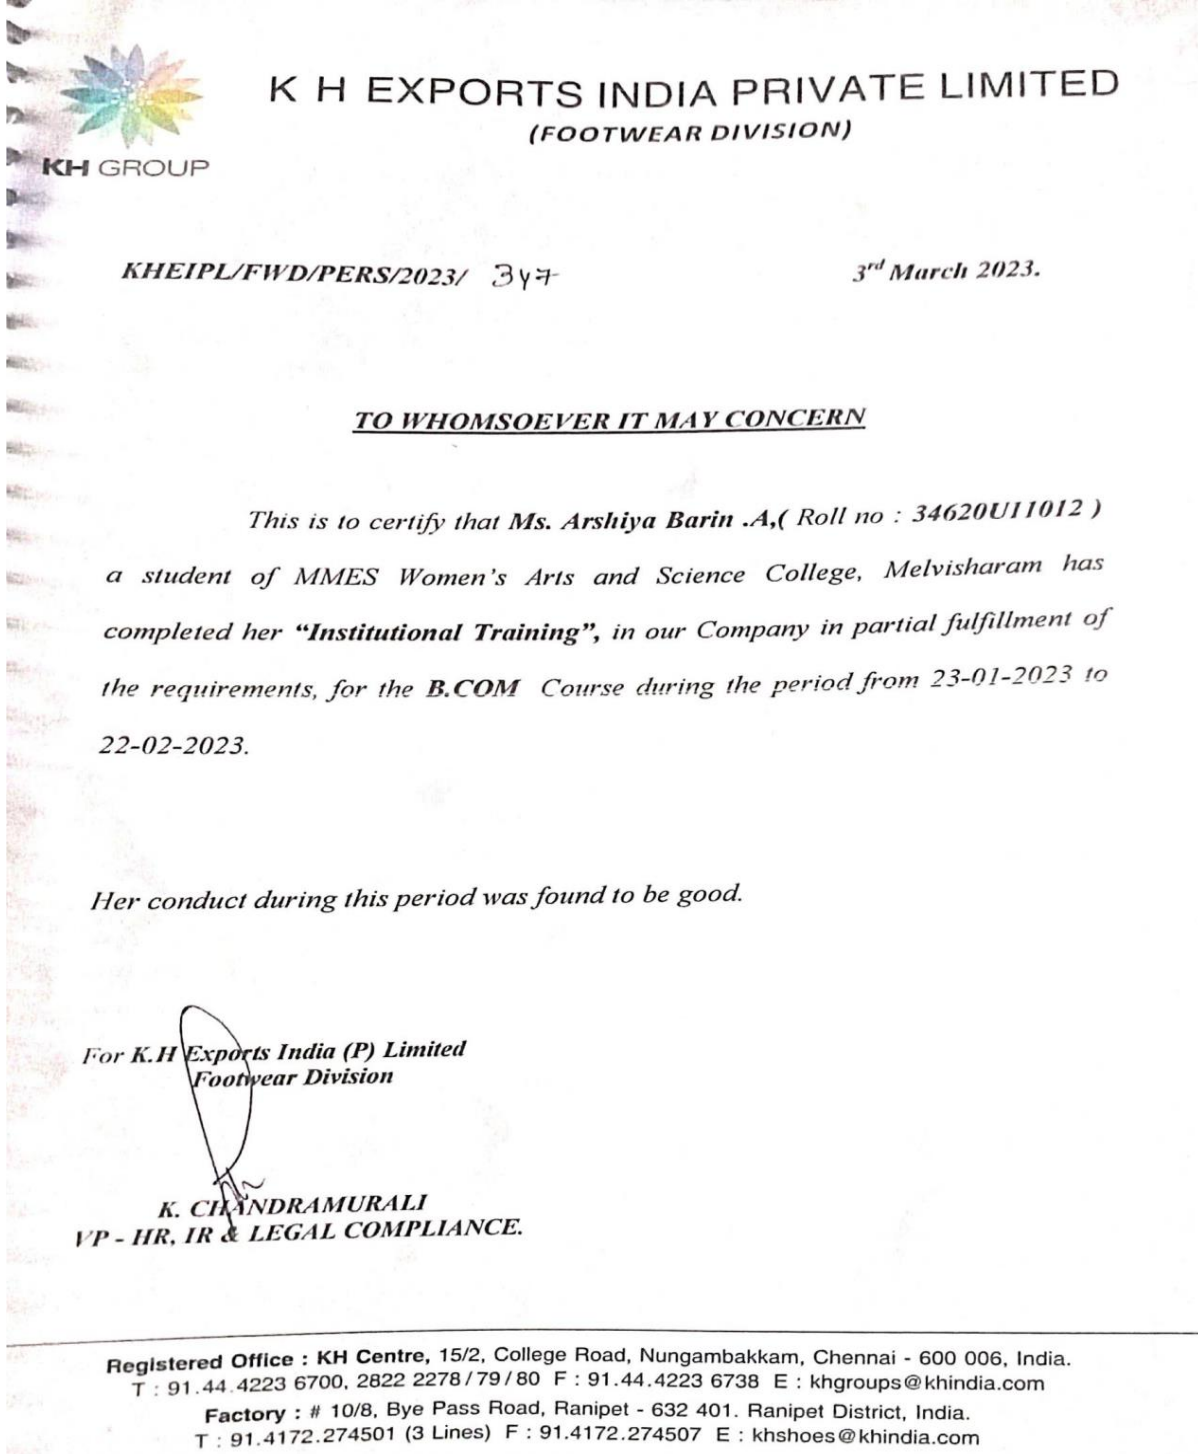 K H EXPORTS INDIA PRIVATE LIMITED
(FOOTWEAR DIVISION)
KH GROUP
KHEIPL/FWD/PERS/2023/ 347
3rd March 2023.
TO WHOMSOEVER IT MAY CONCERN
This is to certify that Ms. Arshiya Barin .A,( Roll no : 34620U11012 )
a student of MMES Women's Arts and Science College, Melvisharam has
completed her “Institutional Training”, in our Company in partial fulfillment of
the requirements, for the B.COM Course during the period from 23-01-2023 to
22-02-2023.
Her conduct during this period was found to be good.
For K.H Exports India (P) Limited
Footwear Division
K. CHANDRAMURALI
VP - HR, IR & LEGAL COMPLIANCE.
Registered Office : KH Centre, 15/2, College Road, Nungambakkam, Chennai - 600 006, India.
T : 91.44.4223 6700, 2822 2278/79/80 F : 91.44.4223 6738 E : khgroups@khindia.com
Factory : # 10/8, Bye Pass Road, Ranipet - 632 401. Ranipet District, India.
T : 91.4172.274501 (3 Lines) F : 91.4172.274507 E : khshoes@khindia.com